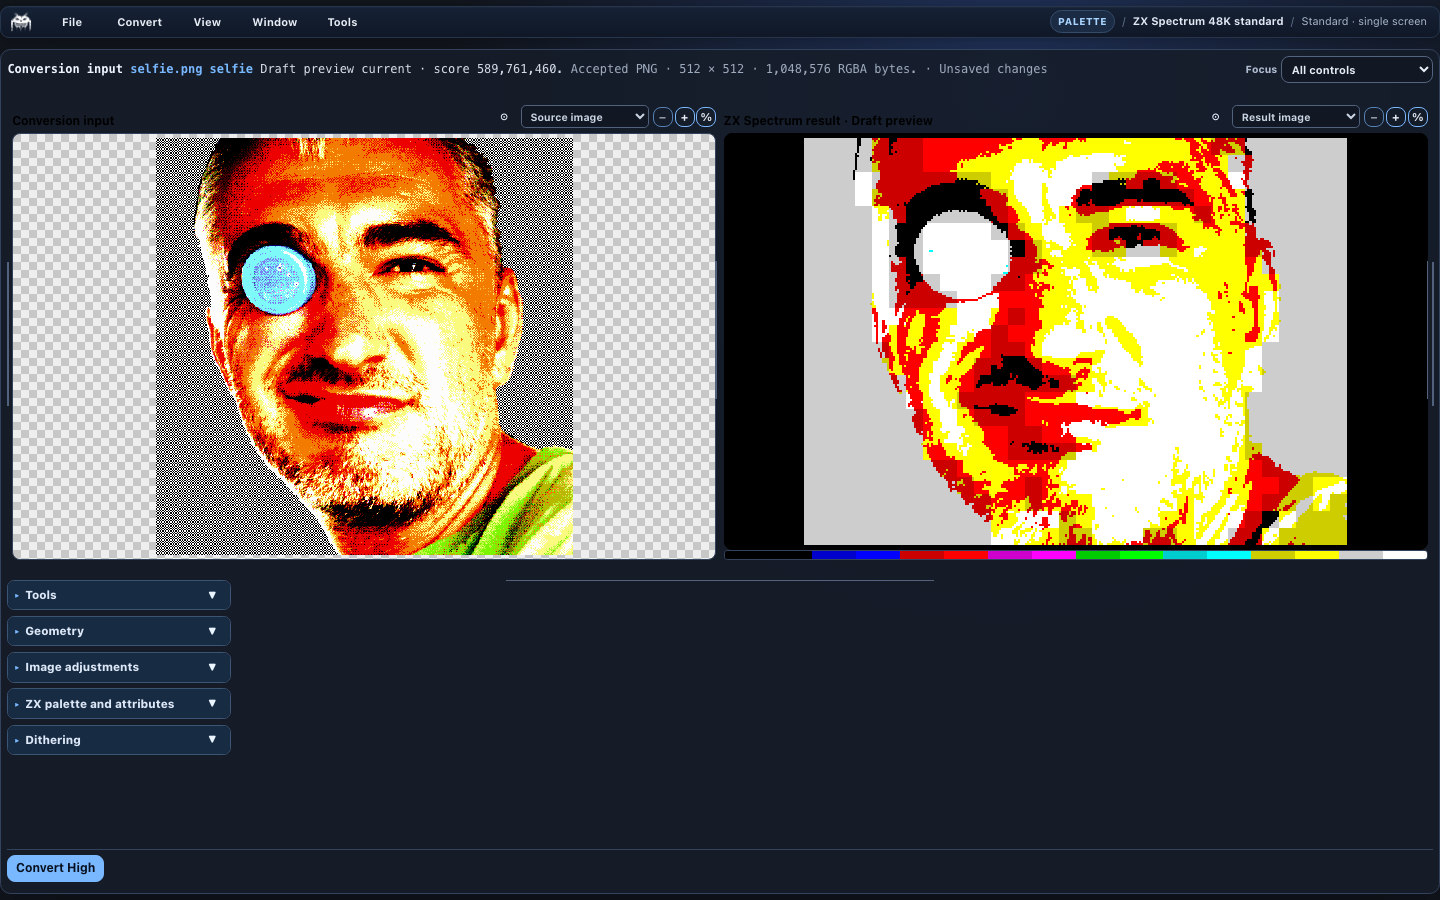 File Convert View Window Tools PALETTE / ZX Spectrum 48K standard / Standard · single screen
Conversion input selfie.png selfie Draft preview current · score 589,761,460. Accepted PNG · 512 × 512 · 1,048,576 RGBA bytes. · Unsaved changes Focus All controls
Conversion input Source image − + %
ZX Spectrum result · Draft preview Result image − + %
Tools
Geometry
Image adjustments
ZX palette and attributes
Dithering
Convert High